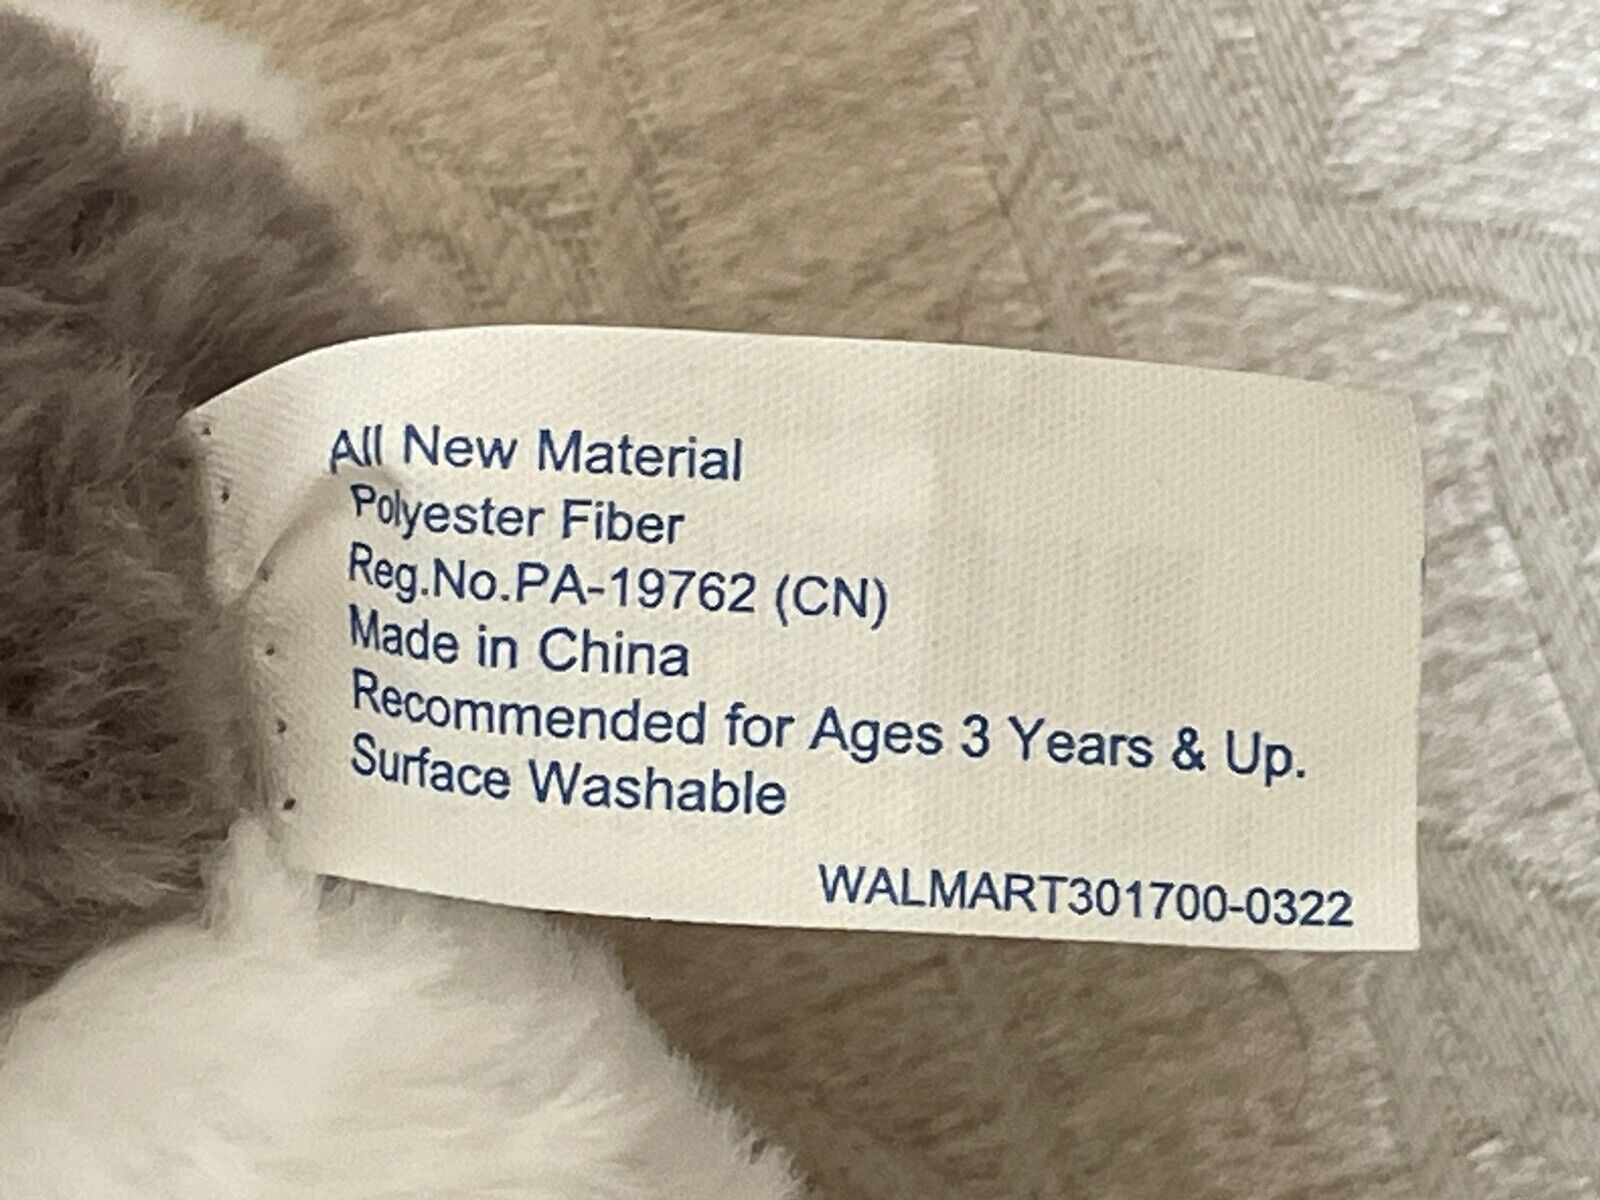 All New Material
Polyester Fiber
Reg.No.PA-19762 (CN)
Made in China
Recommended for Ages 3 Years & Up.
Surface Washable
WALMART301700-0322